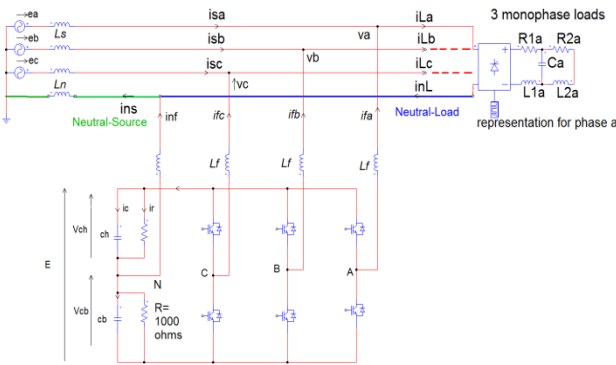 ea
isa
va
iLa
3 monophase loads
Ls
R1a
R2a
eb
isb
vb
iLb
Ca
ec
isc
iLc
vc
L1a
L2a
Ln
ins
inL
Neutral-Source
inf
ifc
ifb
ifa
Neutral-Load
representation for phase a
Lf
Lf
Lf
ic
ir
Vch
ch
E
N
C
B
A
Vcb
cb
R=
1000
ohms